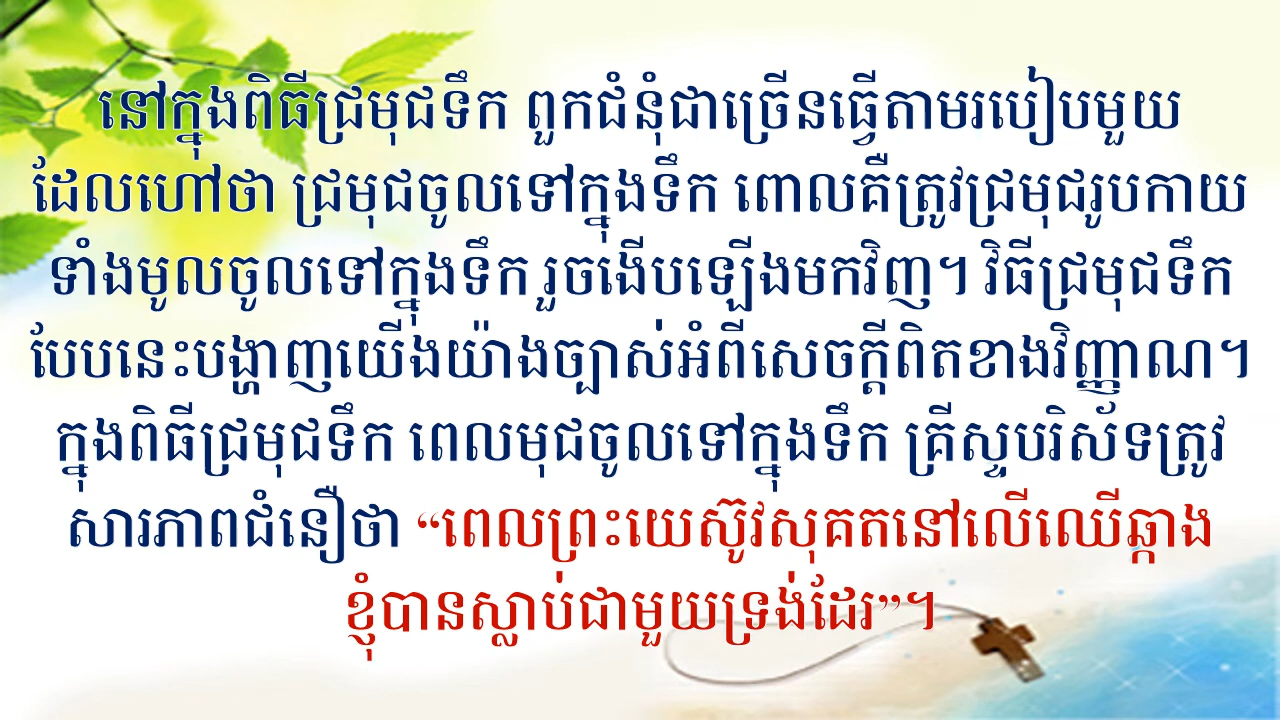 នៅក្នុងពិធីជ្រមុជទឹក ពួកជំនុំជាច្រើនធ្វើតាមរបៀបមួយ
ដែលហៅថា ជ្រមុជចូលទៅក្នុងទឹក ពោលគឺត្រូវជ្រមុជរូបកាយ
ទាំងមូលចូលទៅក្នុងទឹក រួចងើបឡើងមកវិញ។ វិធីជ្រមុជទឹក
បែបនេះបង្ហាញយើងយ៉ាងច្បាស់អំពីសេចក្តីពិតខាងវិញ្ញាណ។
ក្នុងពិធីជ្រមុជទឹក ពេលមុជចូលទៅក្នុងទឹក គ្រីស្ទបរិស័ទត្រូវ
សារភាពជំនឿថា “ពេលព្រះយេស៊ូវសុគតនៅលើឈើឆ្កាង
ខ្ញុំបានស្លាប់ជាមួយទ្រង់ដែរ”។